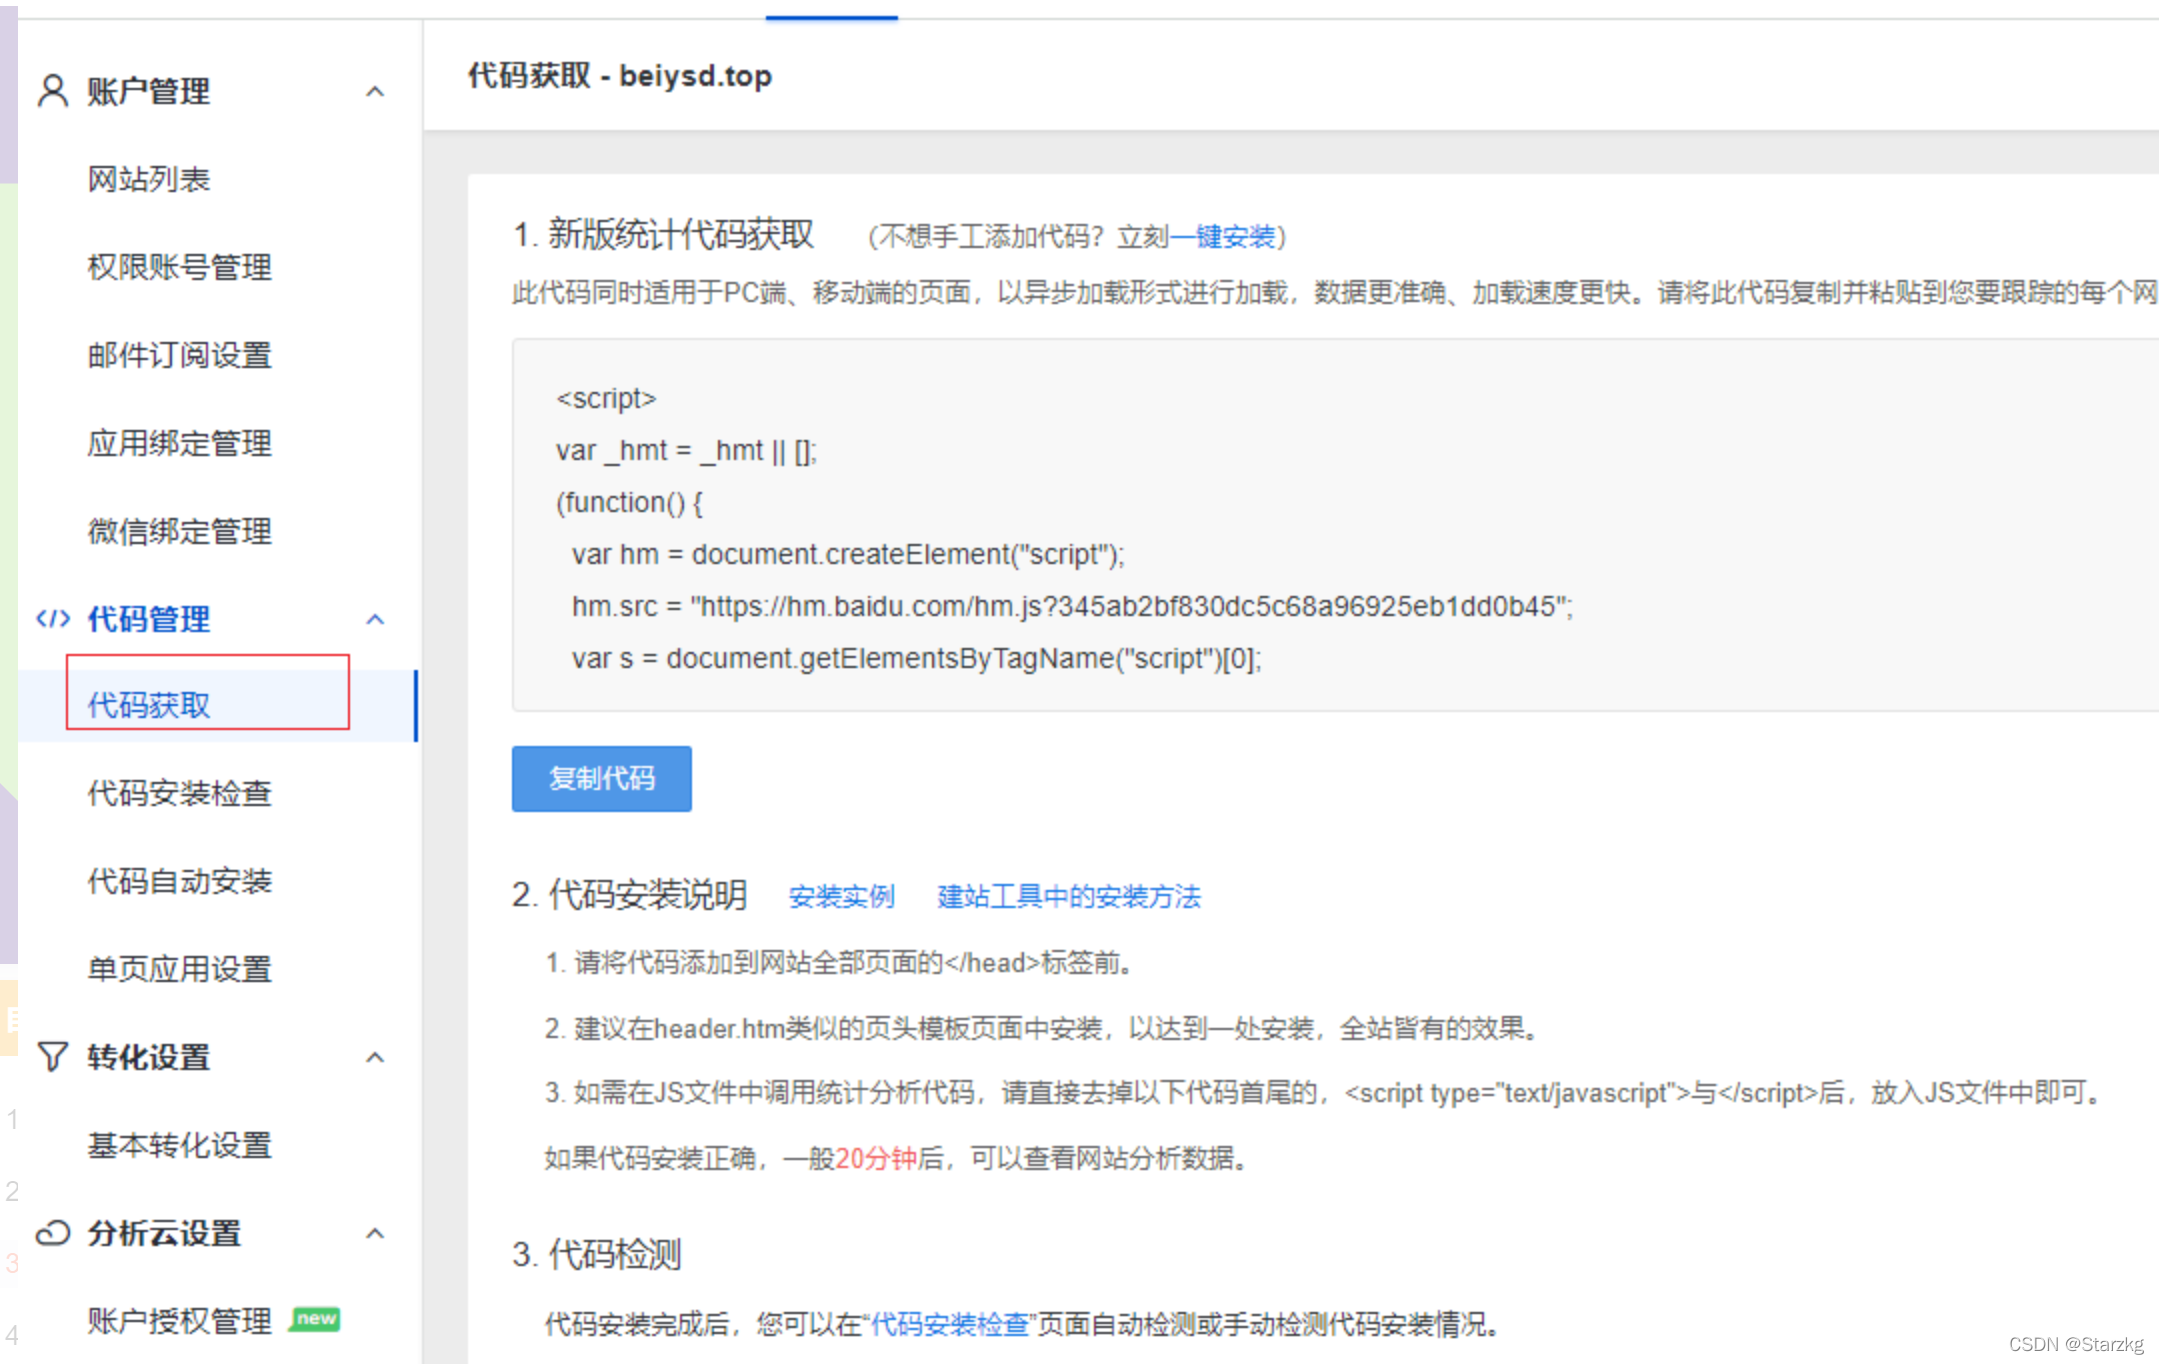 账户管理
网站列表
权限账号管理
邮件订阅设置
应用绑定管理
微信绑定管理
</> 代码管理
代码获取
代码安装检查
代码自动安装
单页应用设置
转化设置
基本转化设置
分析云设置
账户授权管理 new
1
2
3
4
代码获取 - beiysd.top
1. 新版统计代码获取 （不想手工添加代码？立刻一键安装）
此代码同时适用于PC端、移动端的页面，以异步加载形式进行加载，数据更准确、加载速度更快。请将此代码复制并粘贴到您要跟踪的每个网
<script>
var _hmt = _hmt || [];
(function() {
var hm = document.createElement("script");
hm.src = "https://hm.baidu.com/hm.js?345ab2bf830dc5c68a96925eb1dd0b45";
var s = document.getElementsByTagName("script")[0];
复制代码
2. 代码安装说明 安装实例 建站工具中的安装方法
1. 请将代码添加到网站全部页面的</head>标签前。
2. 建议在header.htm类似的页头模板页面中安装，以达到一处安装，全站皆有的效果。
3. 如需在JS文件中调用统计分析代码，请直接去掉以下代码首尾的，<script type="text/javascript">与</script>后，放入JS文件中即可。
如果代码安装正确，一般20分钟后，可以查看网站分析数据。
3. 代码检测
代码安装完成后，您可以在“代码安装检查”页面自动检测或手动检测代码安装情况。
CSDN @Starzkg